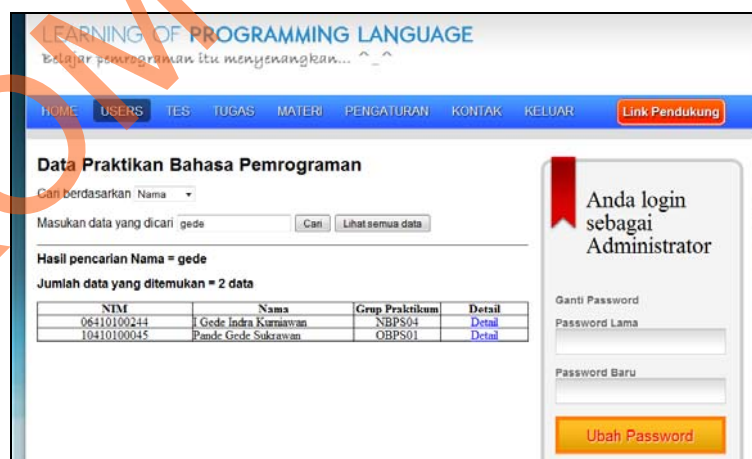 LEARNING OF PROGRAMMING LANGUAGE
Belajar pemrograman itu menyenangkan... ^_^
HOME USERS TES TUGAS MATERI PENGATURAN KONTAK KELUAR Link Pendukung
Data Praktikan Bahasa Pemrograman
Cari berdasarkan Nama
Masukan data yang dicari gede Cari Lihat semua data
Hasil pencarian Nama = gede
Jumlah data yang ditemukan = 2 data
NIM Nama Grup Praktikum Detail
06410100244 I Gede Indra Kurniawan NBPS04 Detail
10410100045 Pande Gede Sukrawan OBPS01 Detail
Anda login
sebagai
Administrator
Ganti Password
Password Lama
Password Baru
Ubah Password